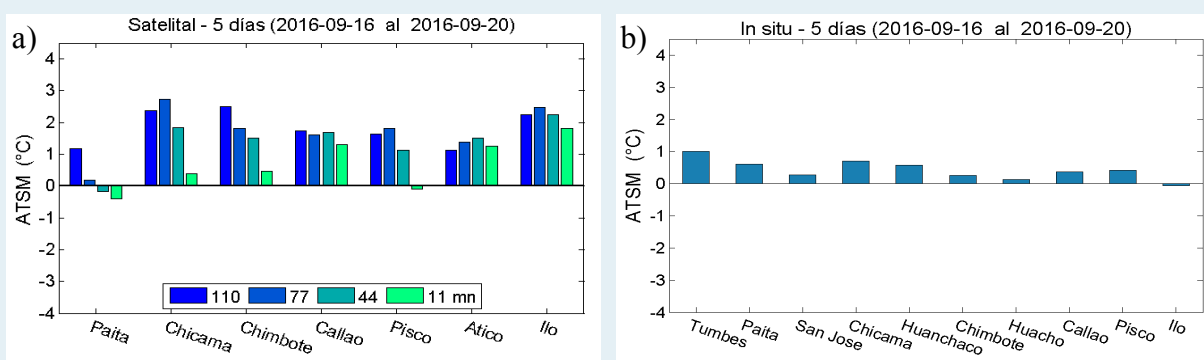 a)
Satelital - 5 días (2016-09-16 al 2016-09-20)
ATSM (°C)
4
3
2
1
0
-1
-2
-3
-4
110 77 44 11 mn
Paita Chicama Chimbote Callao Pisco Atico Ilo
b)
In situ - 5 días (2016-09-16 al 2016-09-20)
ATSM (°C)
4
3
2
1
0
-1
-2
-3
-4
Tumbes Paita San Jose Chicama Huanchaco Chimbote Huacho Callao Pisco Ilo